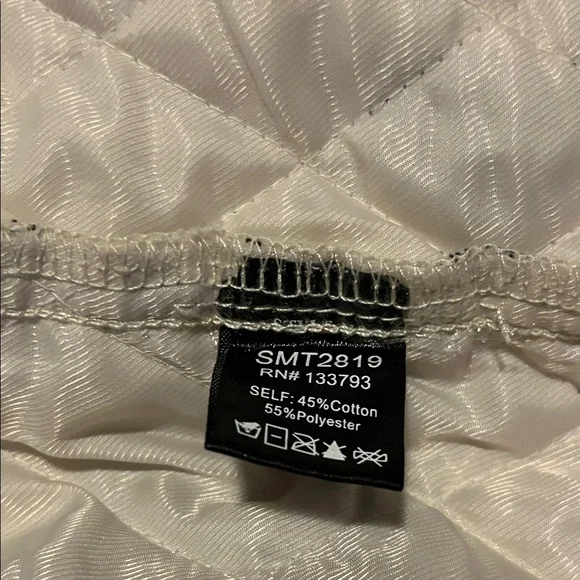 SMT2819
RN# 133793
SELF: 45%Cotton
55%Polyester